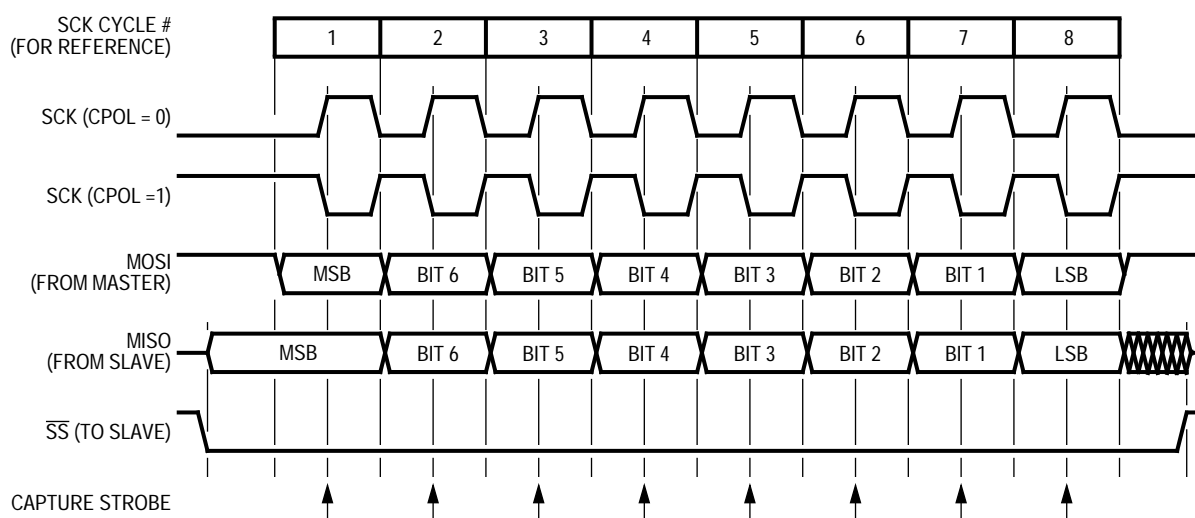 SCK CYCLE #
(FOR REFERENCE)
1 2 3 4 5 6 7 8
SCK (CPOL = 0)
SCK (CPOL =1)
MOSI
(FROM MASTER)
MSB BIT 6 BIT 5 BIT 4 BIT 3 BIT 2 BIT 1 LSB
MISO
(FROM SLAVE)
MSB BIT 6 BIT 5 BIT 4 BIT 3 BIT 2 BIT 1 LSB
S̅S̅ (TO SLAVE)
CAPTURE STROBE